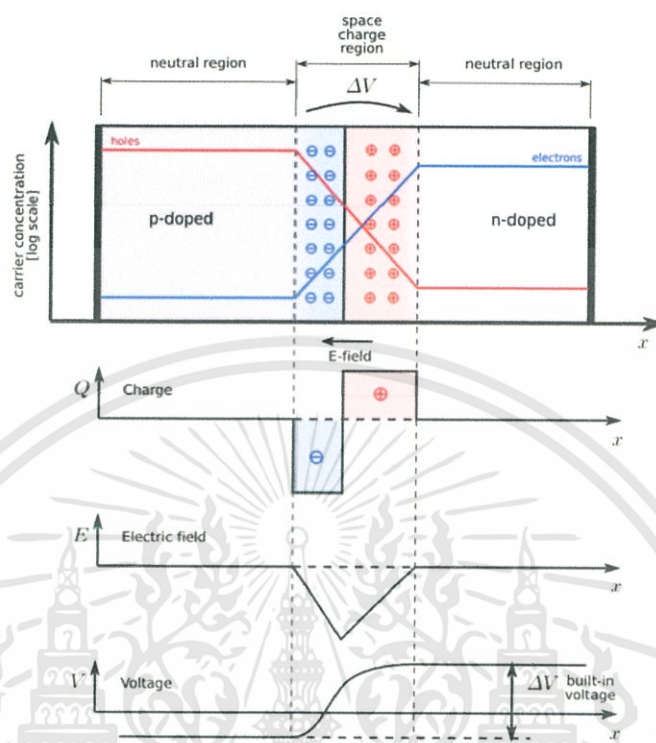 space
charge
region
neutral region
neutral region
ΔV
holes
electrons
carrier concentration
[log scale]
p-doped
n-doped
x
E-field
Q
Charge
x
E
Electric field
x
V
Voltage
ΔV
built-in
voltage
x